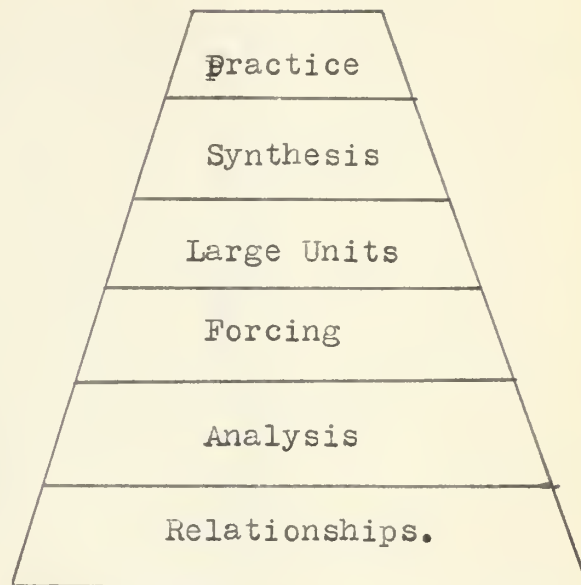 Practice
Synthesis
Large Units
Forcing
Analysis
Relationships.